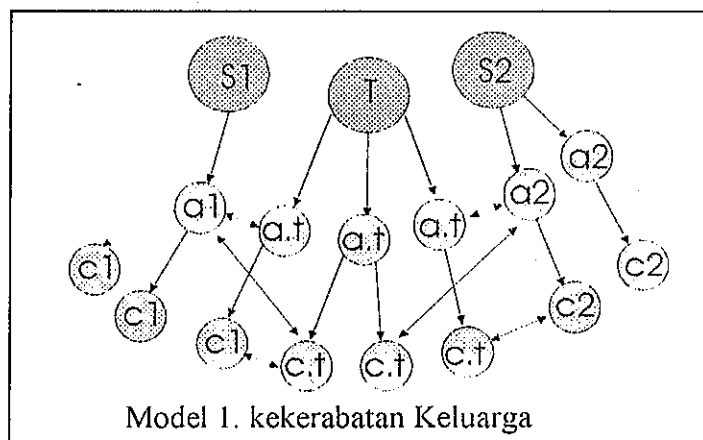 S1 T S2
a2
a1 a.t a.t a.t a2
c1 c1 c2 c2
c1 c.t c.t c.t
Model 1. kekerabatan Keluarga